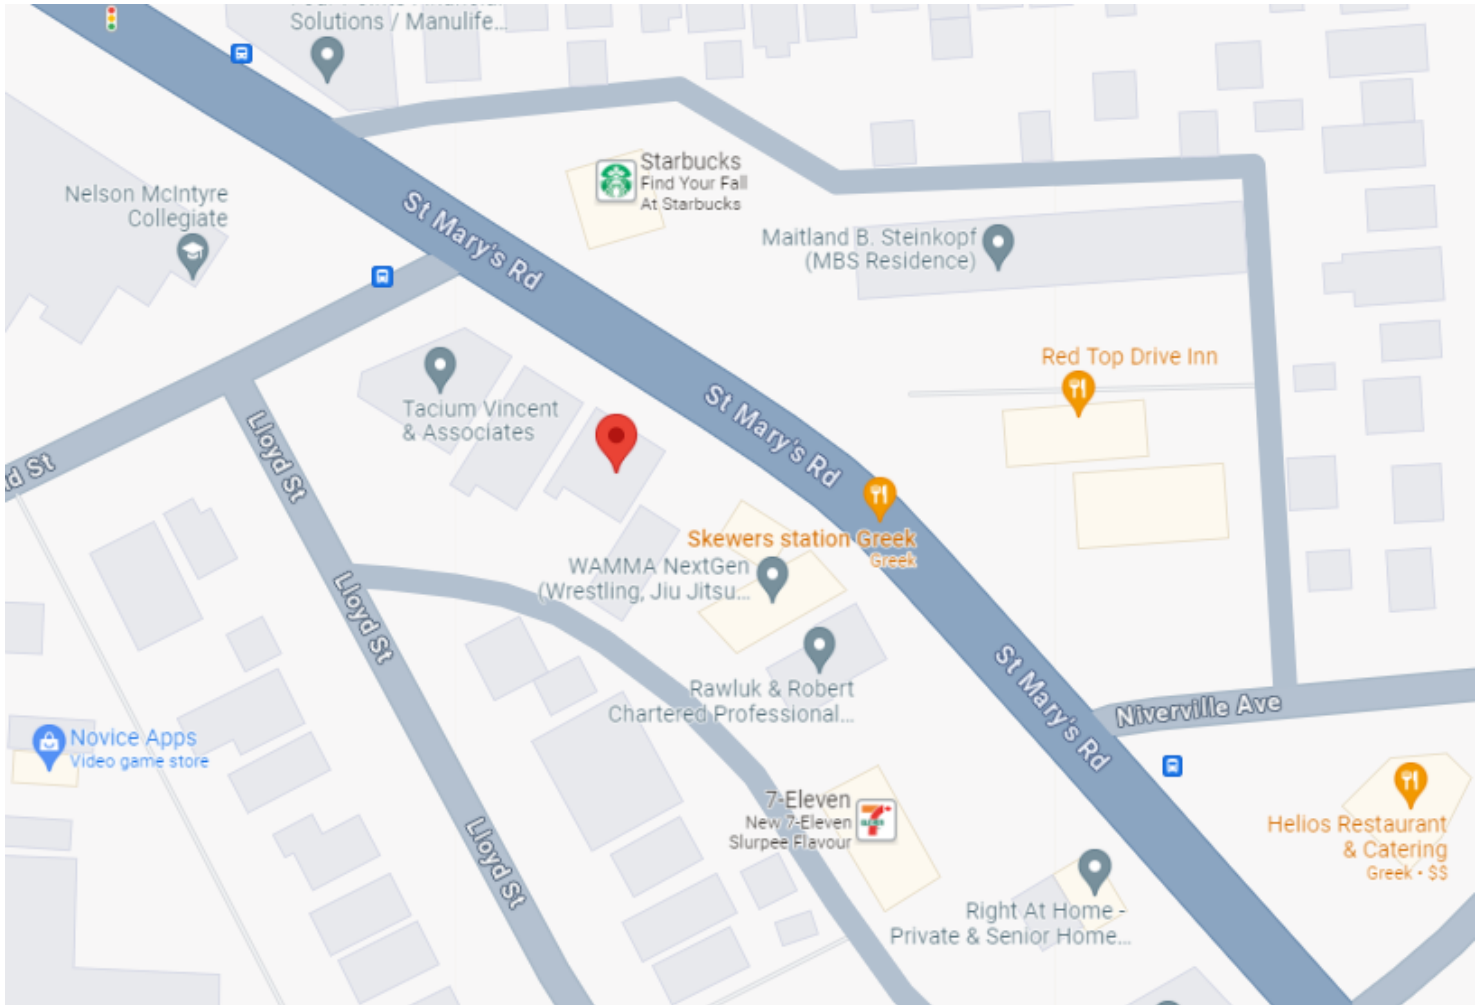 Solutions / Manulife...
Nelson McIntyre
Collegiate
Starbucks
Find Your Fall
At Starbucks
St Mary's Rd
Maitland B. Steinkopf
(MBS Residence)
Red Top Drive Inn
Tacium Vincent
& Associates
St Mary's Rd
Lloyd St
St
Skewers station Greek
Greek
WAMMA NextGen
(Wrestling, Jiu Jitsu...
Lloyd St
Rawluk & Robert
Chartered Professional...
St Mary's Rd
Niverville Ave
Novice Apps
Video game store
7-Eleven
New 7-Eleven
Slurpee Flavour
7
ELEVEN
Helios Restaurant
& Catering
Greek • $$
Lloyd St
Right At Home -
Private & Senior Home...